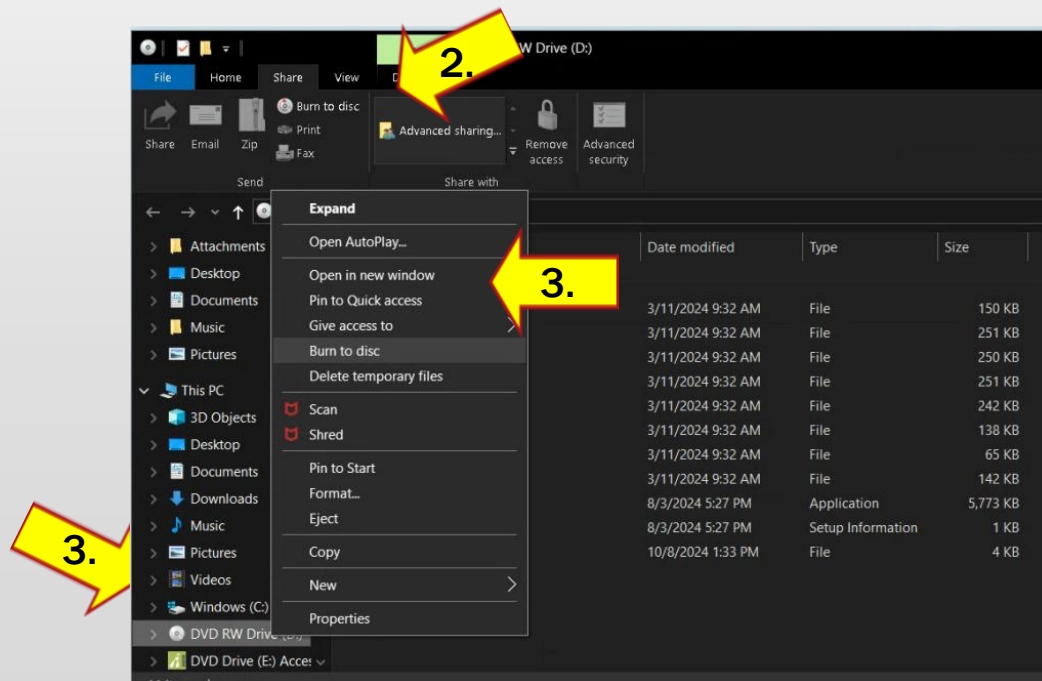 2.
W Drive (D:)
File Home Share View D
Share Email Zip
Burn to disc
Print
Fax
Advanced sharing...
Remove
access
Advanced
security
Send Share with
Expand
Open AutoPlay...
Open in new window
Pin to Quick access
Give access to
Burn to disc
Delete temporary files
Scan
Shred
Pin to Start
Format...
Eject
Copy
New
Properties
3.
Attachments
Desktop
Documents
Music
Pictures
This PC
3D Objects
Desktop
Documents
Downloads
Music
Pictures
Videos
Windows (C:)
DVD RW Drive (D:)
DVD Drive (E:) Acces
3.
Date modified Type Size
3/11/2024 9:32 AM File 150 KB
3/11/2024 9:32 AM File 251 KB
3/11/2024 9:32 AM File 250 KB
3/11/2024 9:32 AM File 251 KB
3/11/2024 9:32 AM File 242 KB
3/11/2024 9:32 AM File 138 KB
3/11/2024 9:32 AM File 65 KB
3/11/2024 9:32 AM File 142 KB
8/3/2024 5:27 PM Application 5,773 KB
8/3/2024 5:27 PM Setup Information 1 KB
10/8/2024 1:33 PM File 4 KB